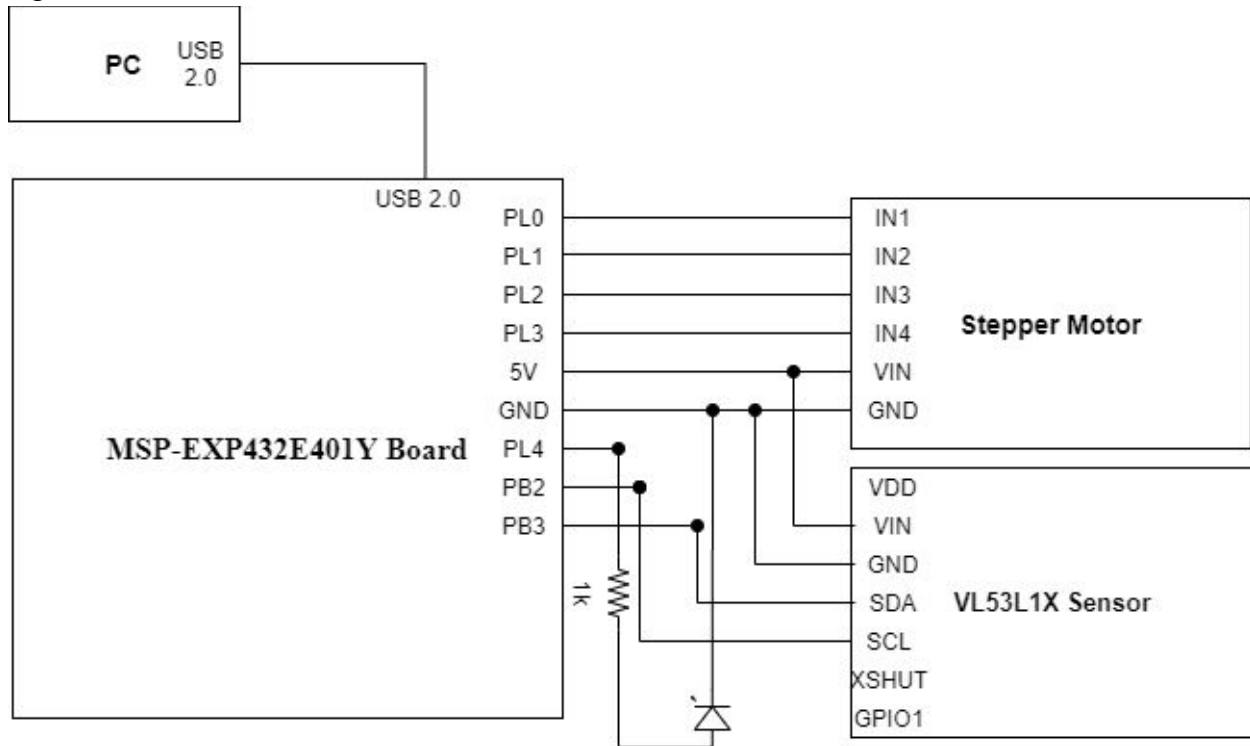 PC
USB
2.0
USB 2.0
PL0
PL1
PL2
PL3
5V
GND
PL4
PB2
PB3
MSP-EXP432E401Y Board
1k
IN1
IN2
IN3
IN4
VIN
GND
Stepper Motor
VDD
VIN
GND
SDA
SCL
XSHUT
GPIO1
VL53L1X Sensor